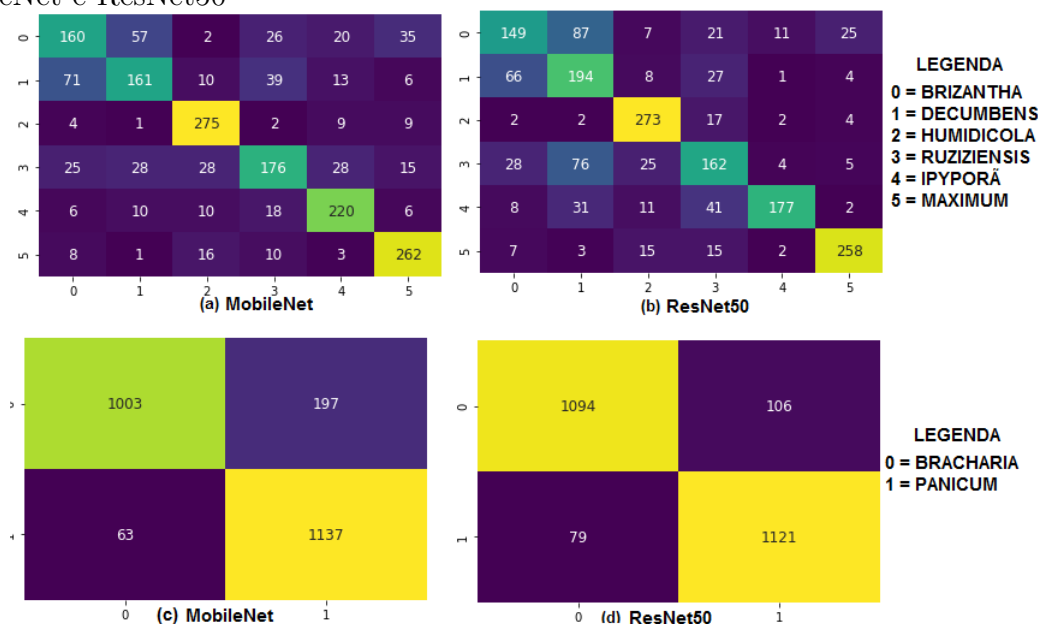 eNet e ResNet50
0 160 57 2 26 20 35
1 71 161 10 39 13 6
2 4 1 275 2 9 9
3 25 28 28 176 28 15
4 6 10 10 18 220 6
5 8 1 16 10 3 262
0 1 2 3 4 5
(a) MobileNet
0 149 87 7 21 11 25
1 66 194 8 27 1 4
2 2 2 273 17 2 4
3 28 76 25 162 4 5
4 8 31 11 41 177 2
5 7 3 15 15 2 258
0 1 2 3 4 5
(b) ResNet50
LEGENDA
0 = BRIZANTHA
1 = DECUMBENS
2 = HUMIDICOLA
3 = RUZIZIENSIS
4 = IPYPORÃ
5 = MAXIMUM
1003 197
63 1137
0 1
(c) MobileNet
0 1094 106
1 79 1121
0 1
(d) ResNet50
LEGENDA
0 = BRACHARIA
1 = PANICUM